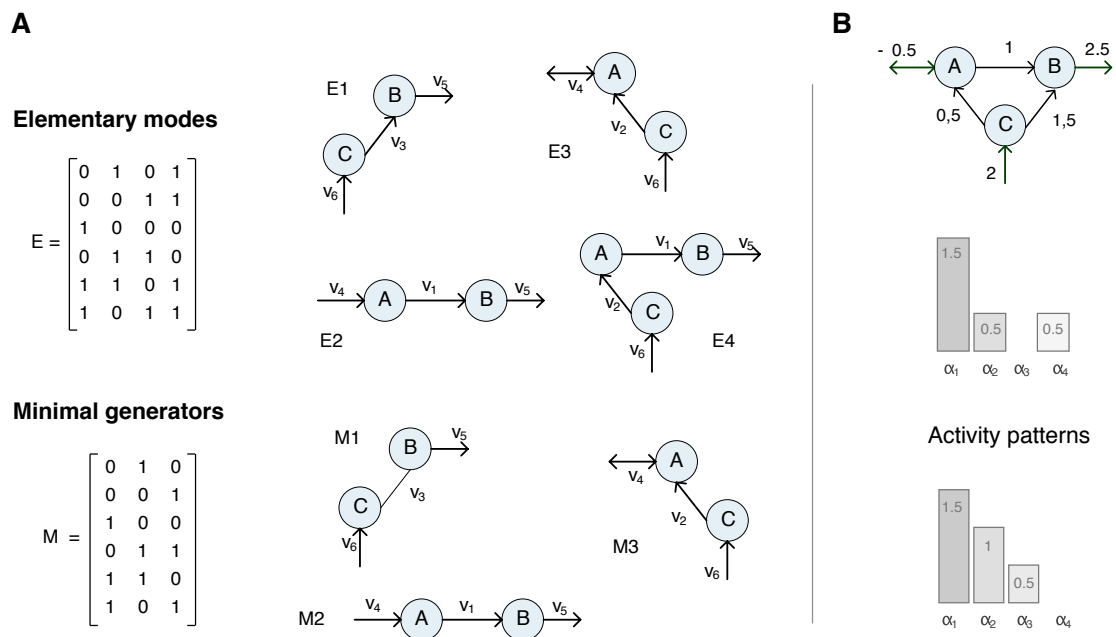 A
Elementary modes
E =
0 1 0 1
0 0 1 1
1 0 0 0
0 1 1 0
1 1 0 1
1 0 1 1
E1
B
v5
C
v3
v6
A
v4
v2
C
E3
v6
v4
A
v1
B
v5
E2
A
v1
B
v5
v2
C
v6
E4
Minimal generators
M =
0 1 0
0 0 1
1 0 0
0 1 1
1 1 0
1 0 1
M1
B
v5
C
v3
v6
A
v4
v2
C
M3
v6
M2
v4
A
v1
B
v5
B
- 0.5
A
1
B
2.5
0,5
C
1,5
2
1.5
0.5
0.5
α1 α2 α3 α4
Activity patterns
1.5
1
0.5
α1 α2 α3 α4